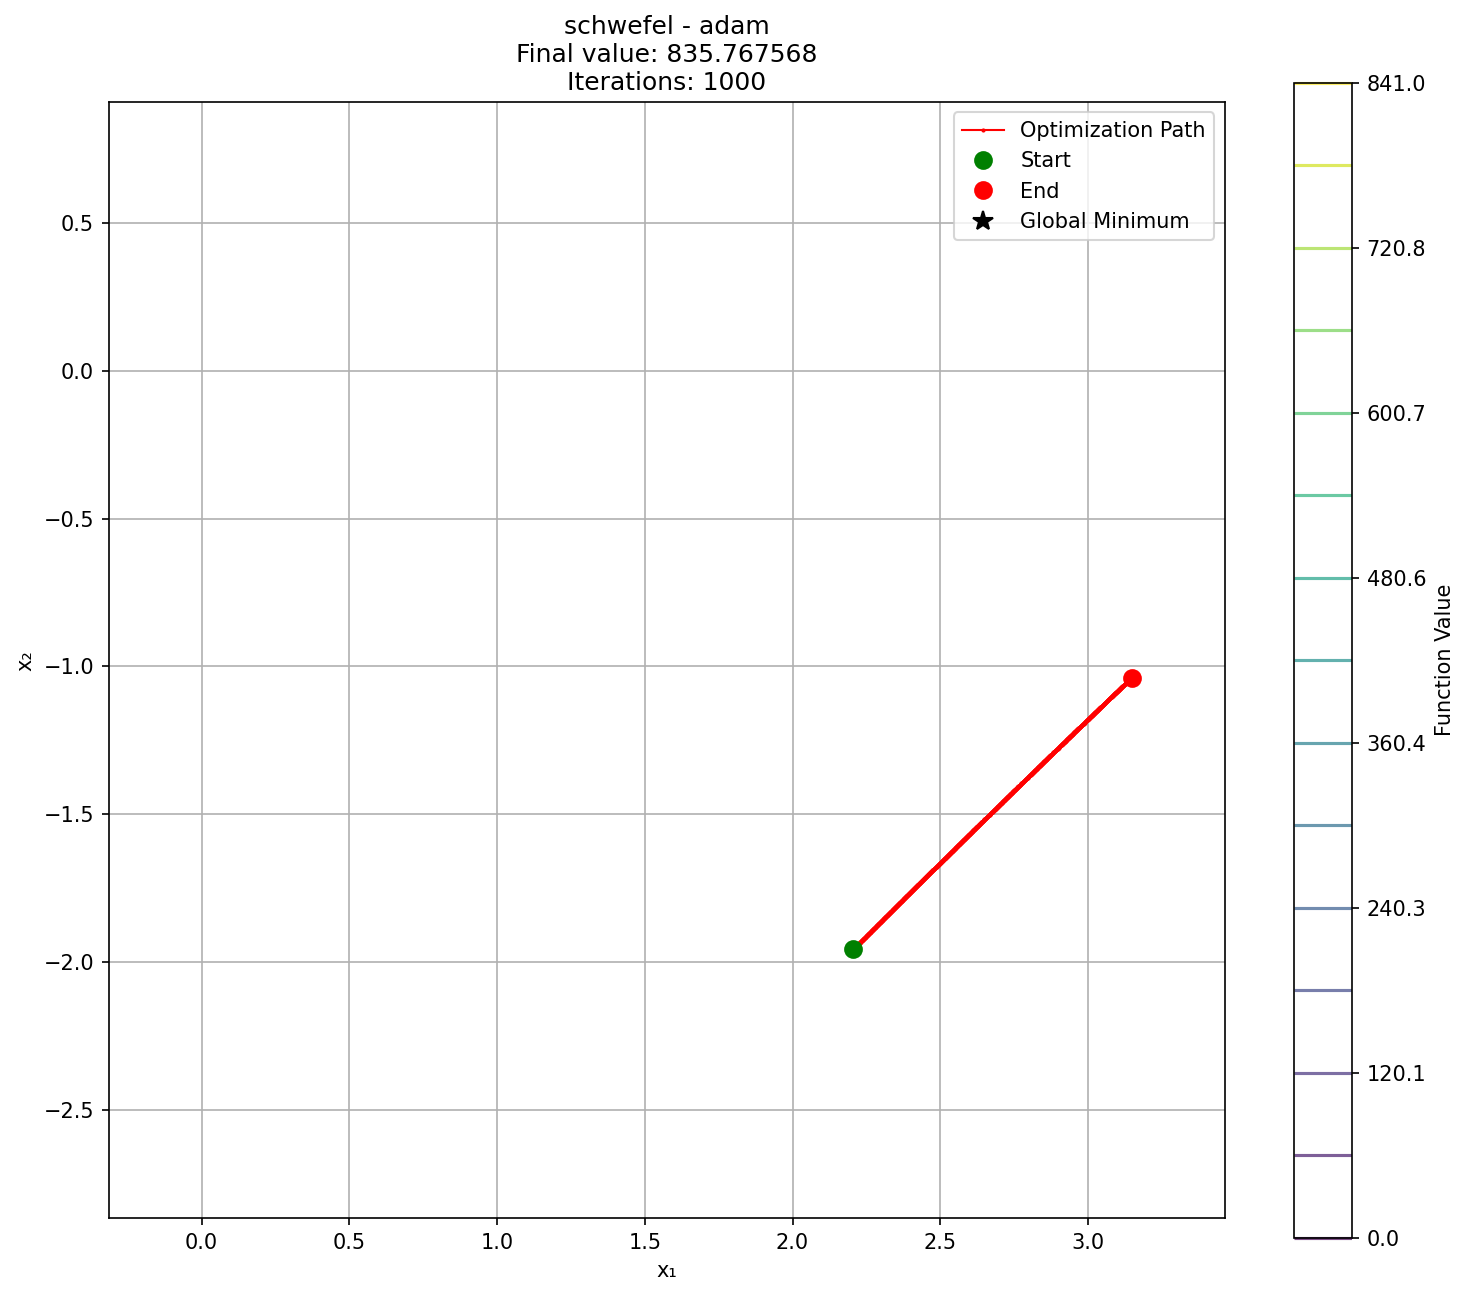 schwefel - adam
Final value: 835.767568
Iterations: 1000
Optimization Path
Start
End
Global Minimum
0.5
0.0
−0.5
−1.0
−1.5
−2.0
−2.5
x₂
0.0
0.5
1.0
1.5
2.0
2.5
3.0
x₁
841.0
720.8
600.7
480.6
360.4
240.3
120.1
0.0
Function Value